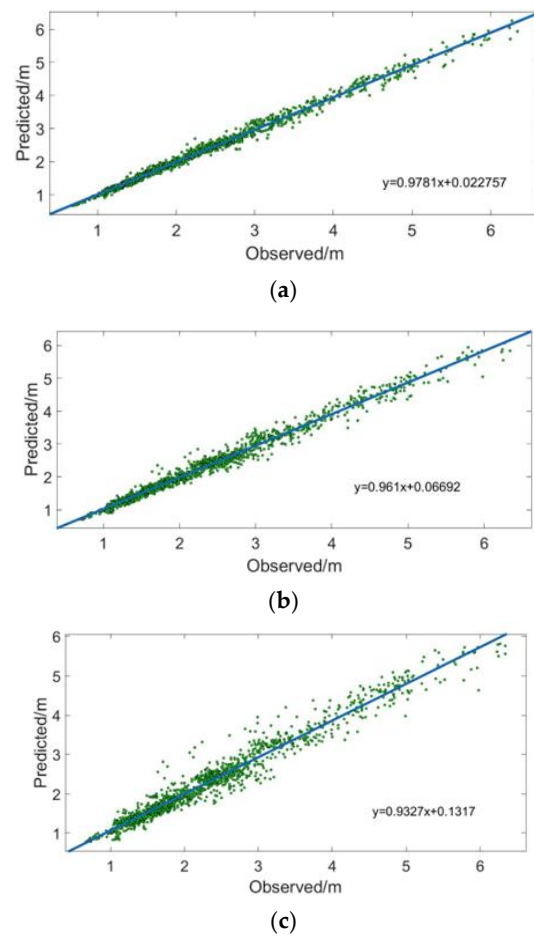 6
5
4
3
2
1
Predicted/m
y=0.9781x+0.022757
1 2 3 4 5 6
Observed/m
(a)
6
5
4
3
2
1
Predicted/m
y=0.961x+0.06692
1 2 3 4 5 6
Observed/m
(b)
6
5
4
3
2
1
Predicted/m
y=0.9327x+0.1317
1 2 3 4 5 6
Observed/m
(c)